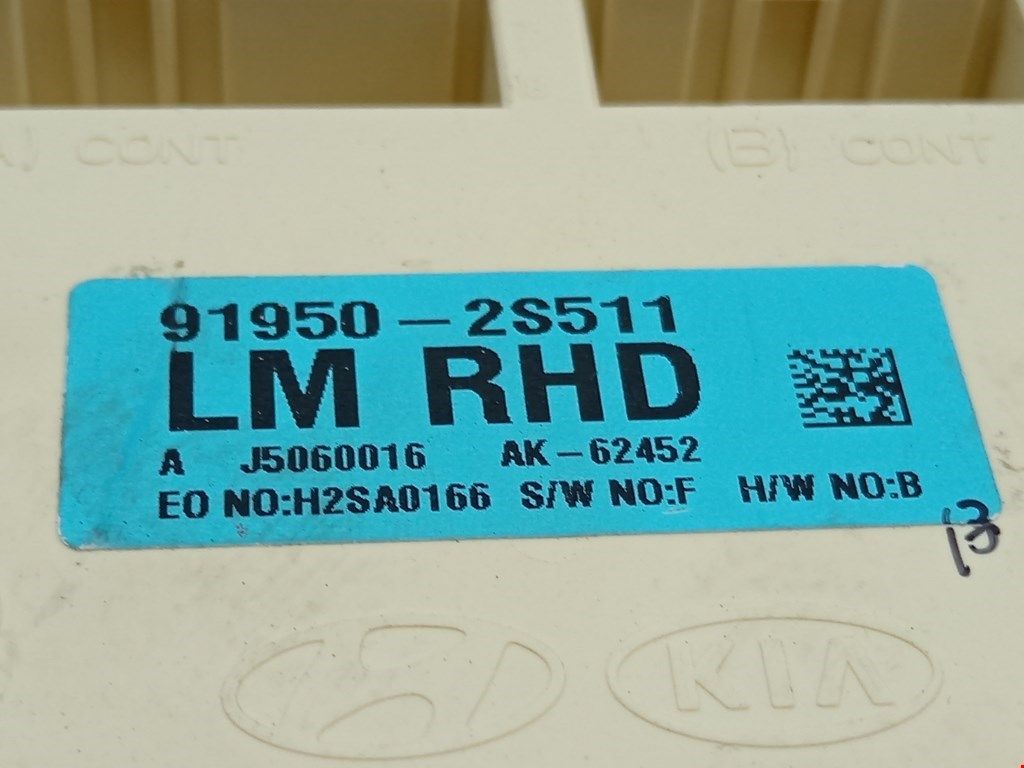 A) CONT (B) CONT
91950-2S511
LM RHD
A J5060016 AK-62452
EO NO:H2SA0166 S/W NO:F H/W NO:B
13
KIA